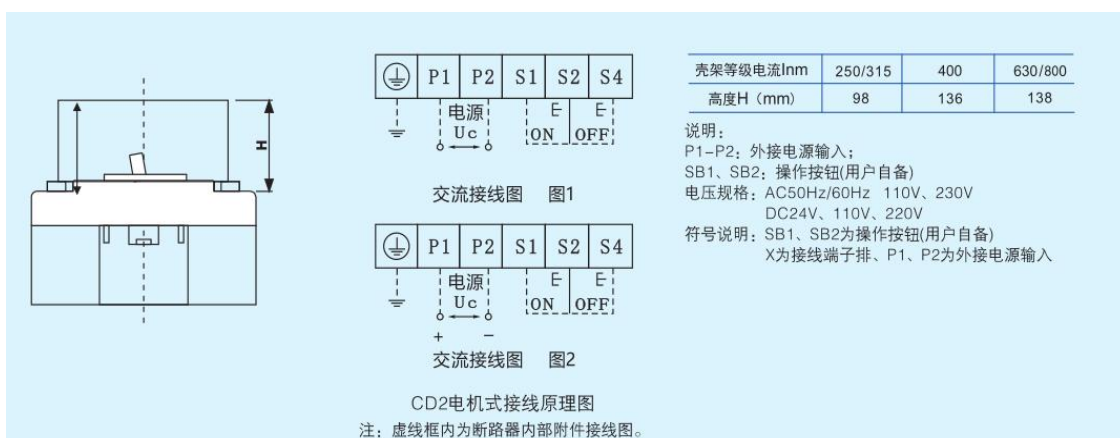 H
P1 P2 S1 S2 S4
电源
Uc
ON OFF
交流接线图 图1
P1 P2 S1 S2 S4
电源
Uc
ON OFF
+ −
交流接线图 图2
CD2电机式接线原理图
注：虚线框内为断路器内部附件接线图。
壳架等级电流Inm 250/315 400 630/800
高度H（mm） 98 136 138
说明：
P1-P2：外接电源输入；
SB1、SB2：操作按钮(用户自备)
电压规格：AC50Hz/60Hz 110V、230V
DC24V、110V、220V
符号说明：SB1、SB2为操作按钮(用户自备)
X为接线端子排、P1、P2为外接电源输入